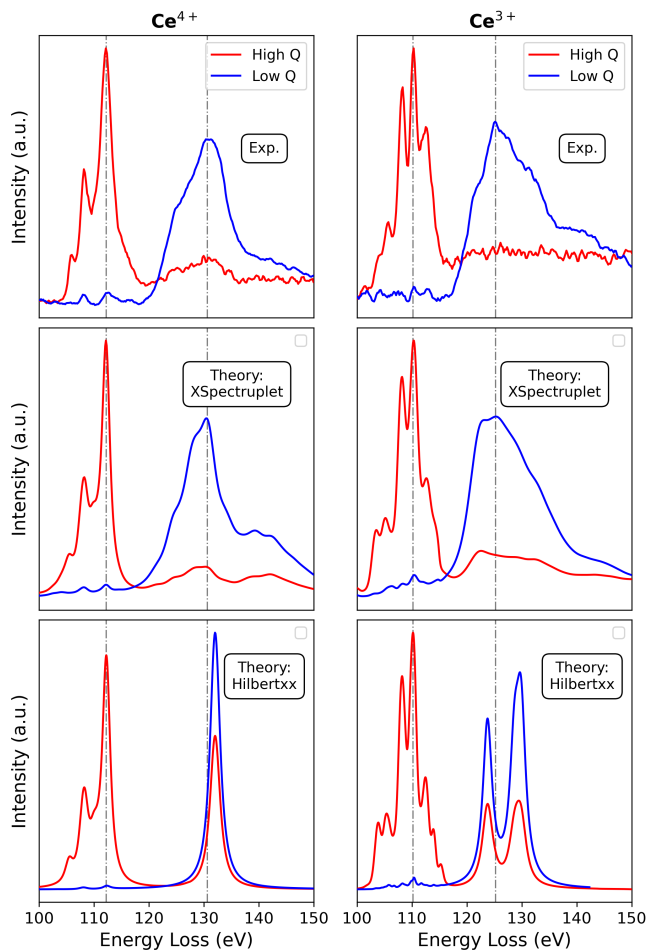 Ce⁴⁺
Ce³⁺
Intensity (a.u.)
High Q
Low Q
Exp.
High Q
Low Q
Exp.
Intensity (a.u.)
Theory:
XSpectruplet
Theory:
XSpectruplet
Intensity (a.u.)
Theory:
Hilbertxx
Theory:
Hilbertxx
100 110 120 130 140 150
100 110 120 130 140 150
Energy Loss (eV)
Energy Loss (eV)